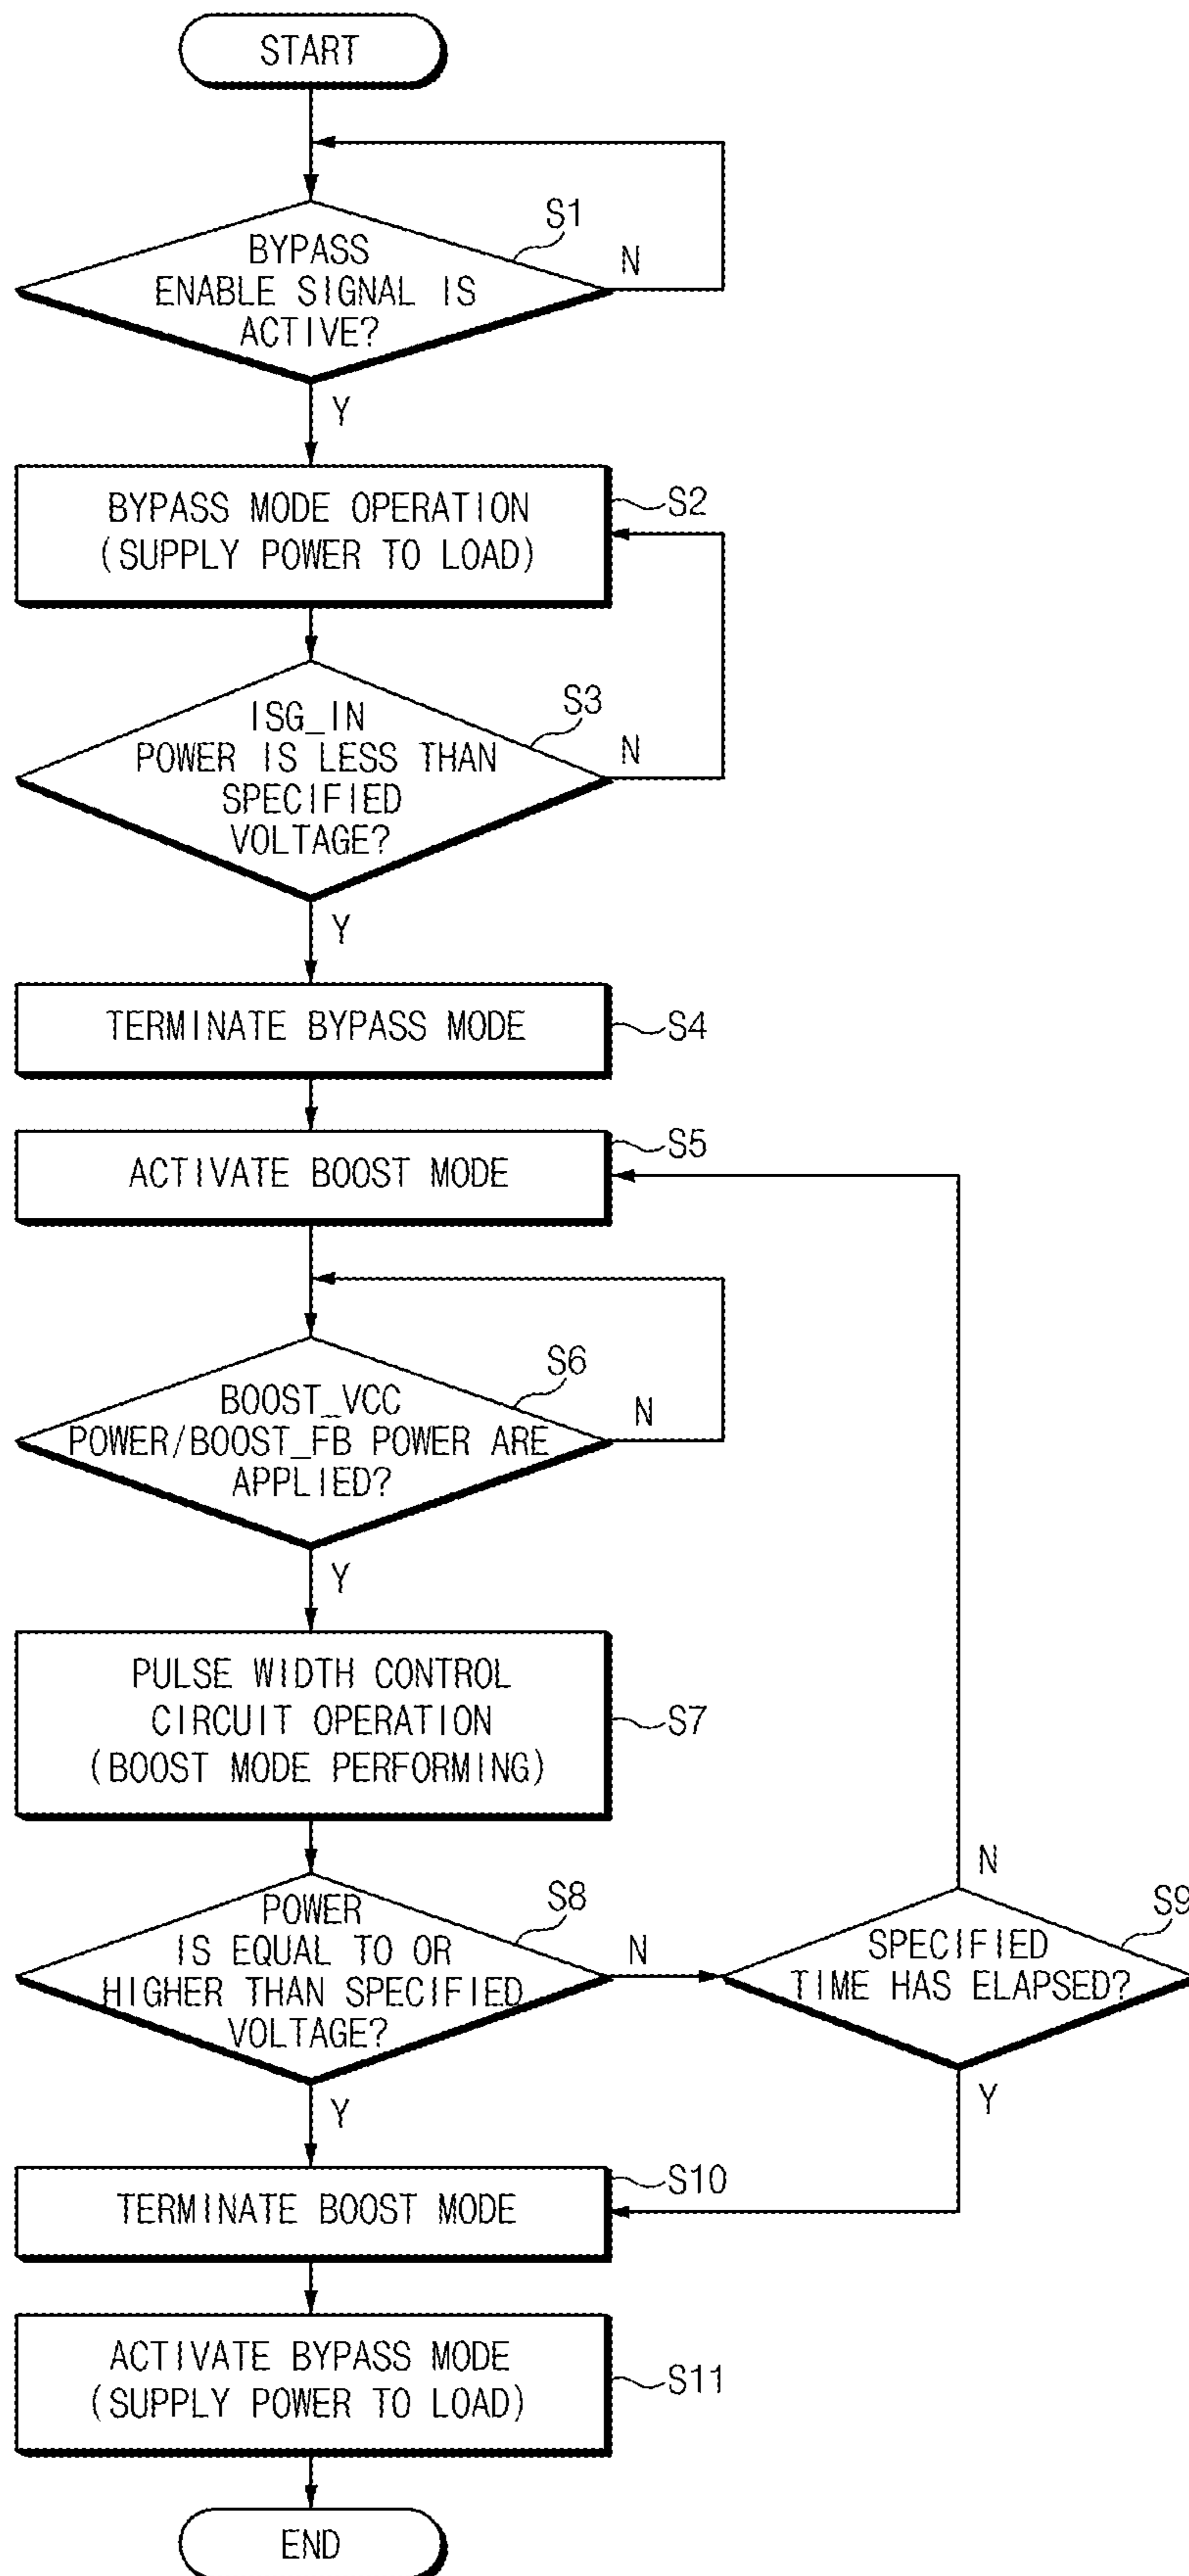 START
S1
BYPASS
ENABLE SIGNAL IS
ACTIVE?
N
Y
BYPASS MODE OPERATION
(SUPPLY POWER TO LOAD)
S2
ISG_IN
POWER IS LESS THAN
SPECIFIED
VOLTAGE?
S3
N
Y
TERMINATE BYPASS MODE
S4
ACTIVATE BOOST MODE
S5
BOOST_VCC
POWER/BOOST_FB POWER ARE
APPLIED?
S6
N
Y
PULSE WIDTH CONTROL
CIRCUIT OPERATION
(BOOST MODE PERFORMING)
S7
POWER
IS EQUAL TO OR
HIGHER THAN SPECIFIED
VOLTAGE?
S8
N
Y
N
S9
SPECIFIED
TIME HAS ELAPSED?
Y
TERMINATE BOOST MODE
S10
ACTIVATE BYPASS MODE
(SUPPLY POWER TO LOAD)
S11
END